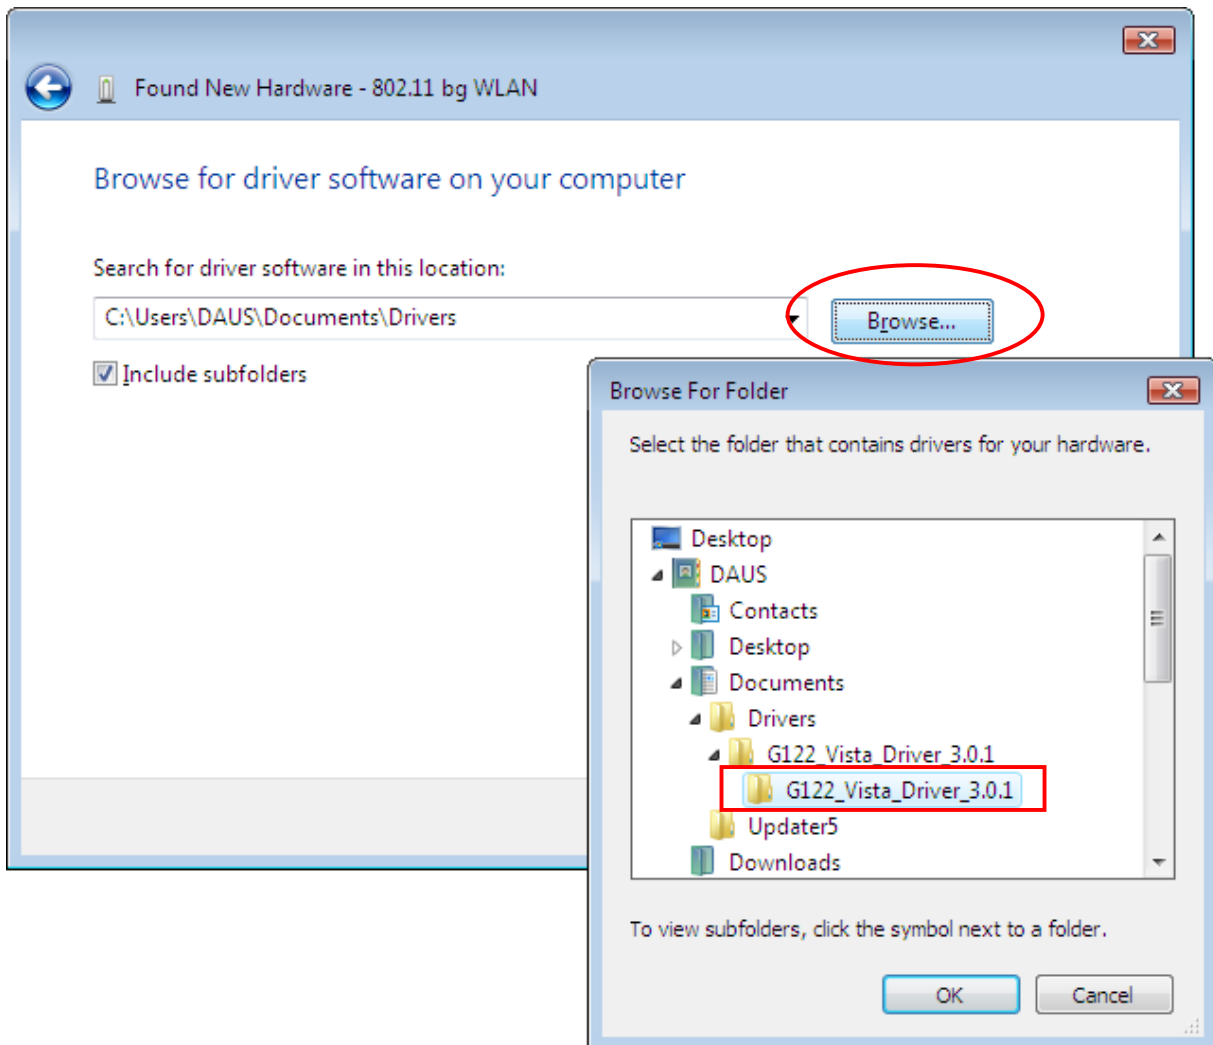 Found New Hardware - 802.11 bg WLAN
Browse for driver software on your computer
Search for driver software in this location:
C:\Users\DAUS\Documents\Drivers
Browse...
Include subfolders
Browse For Folder
Select the folder that contains drivers for your hardware.
Desktop
DAUS
Contacts
Desktop
Documents
Drivers
G122_Vista_Driver_3.0.1
G122_Vista_Driver_3.0.1
Updater5
Downloads
To view subfolders, click the symbol next to a folder.
OK
Cancel